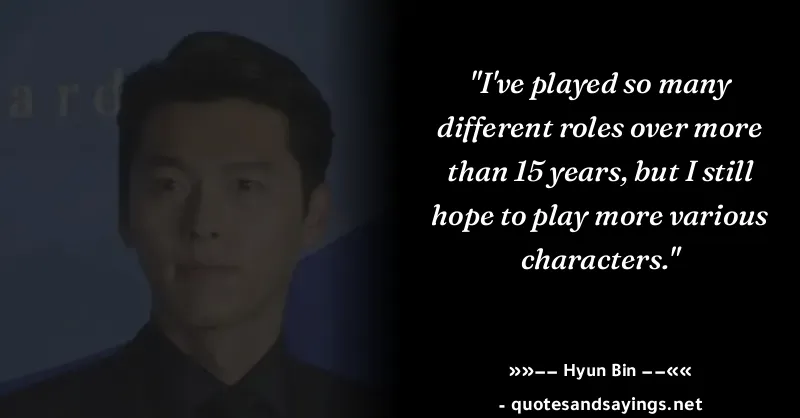 ard
"I've played so many
different roles over more
than 15 years, but I still
hope to play more various
characters."
»»−− Hyun Bin −−««
- quotesandsayings.net